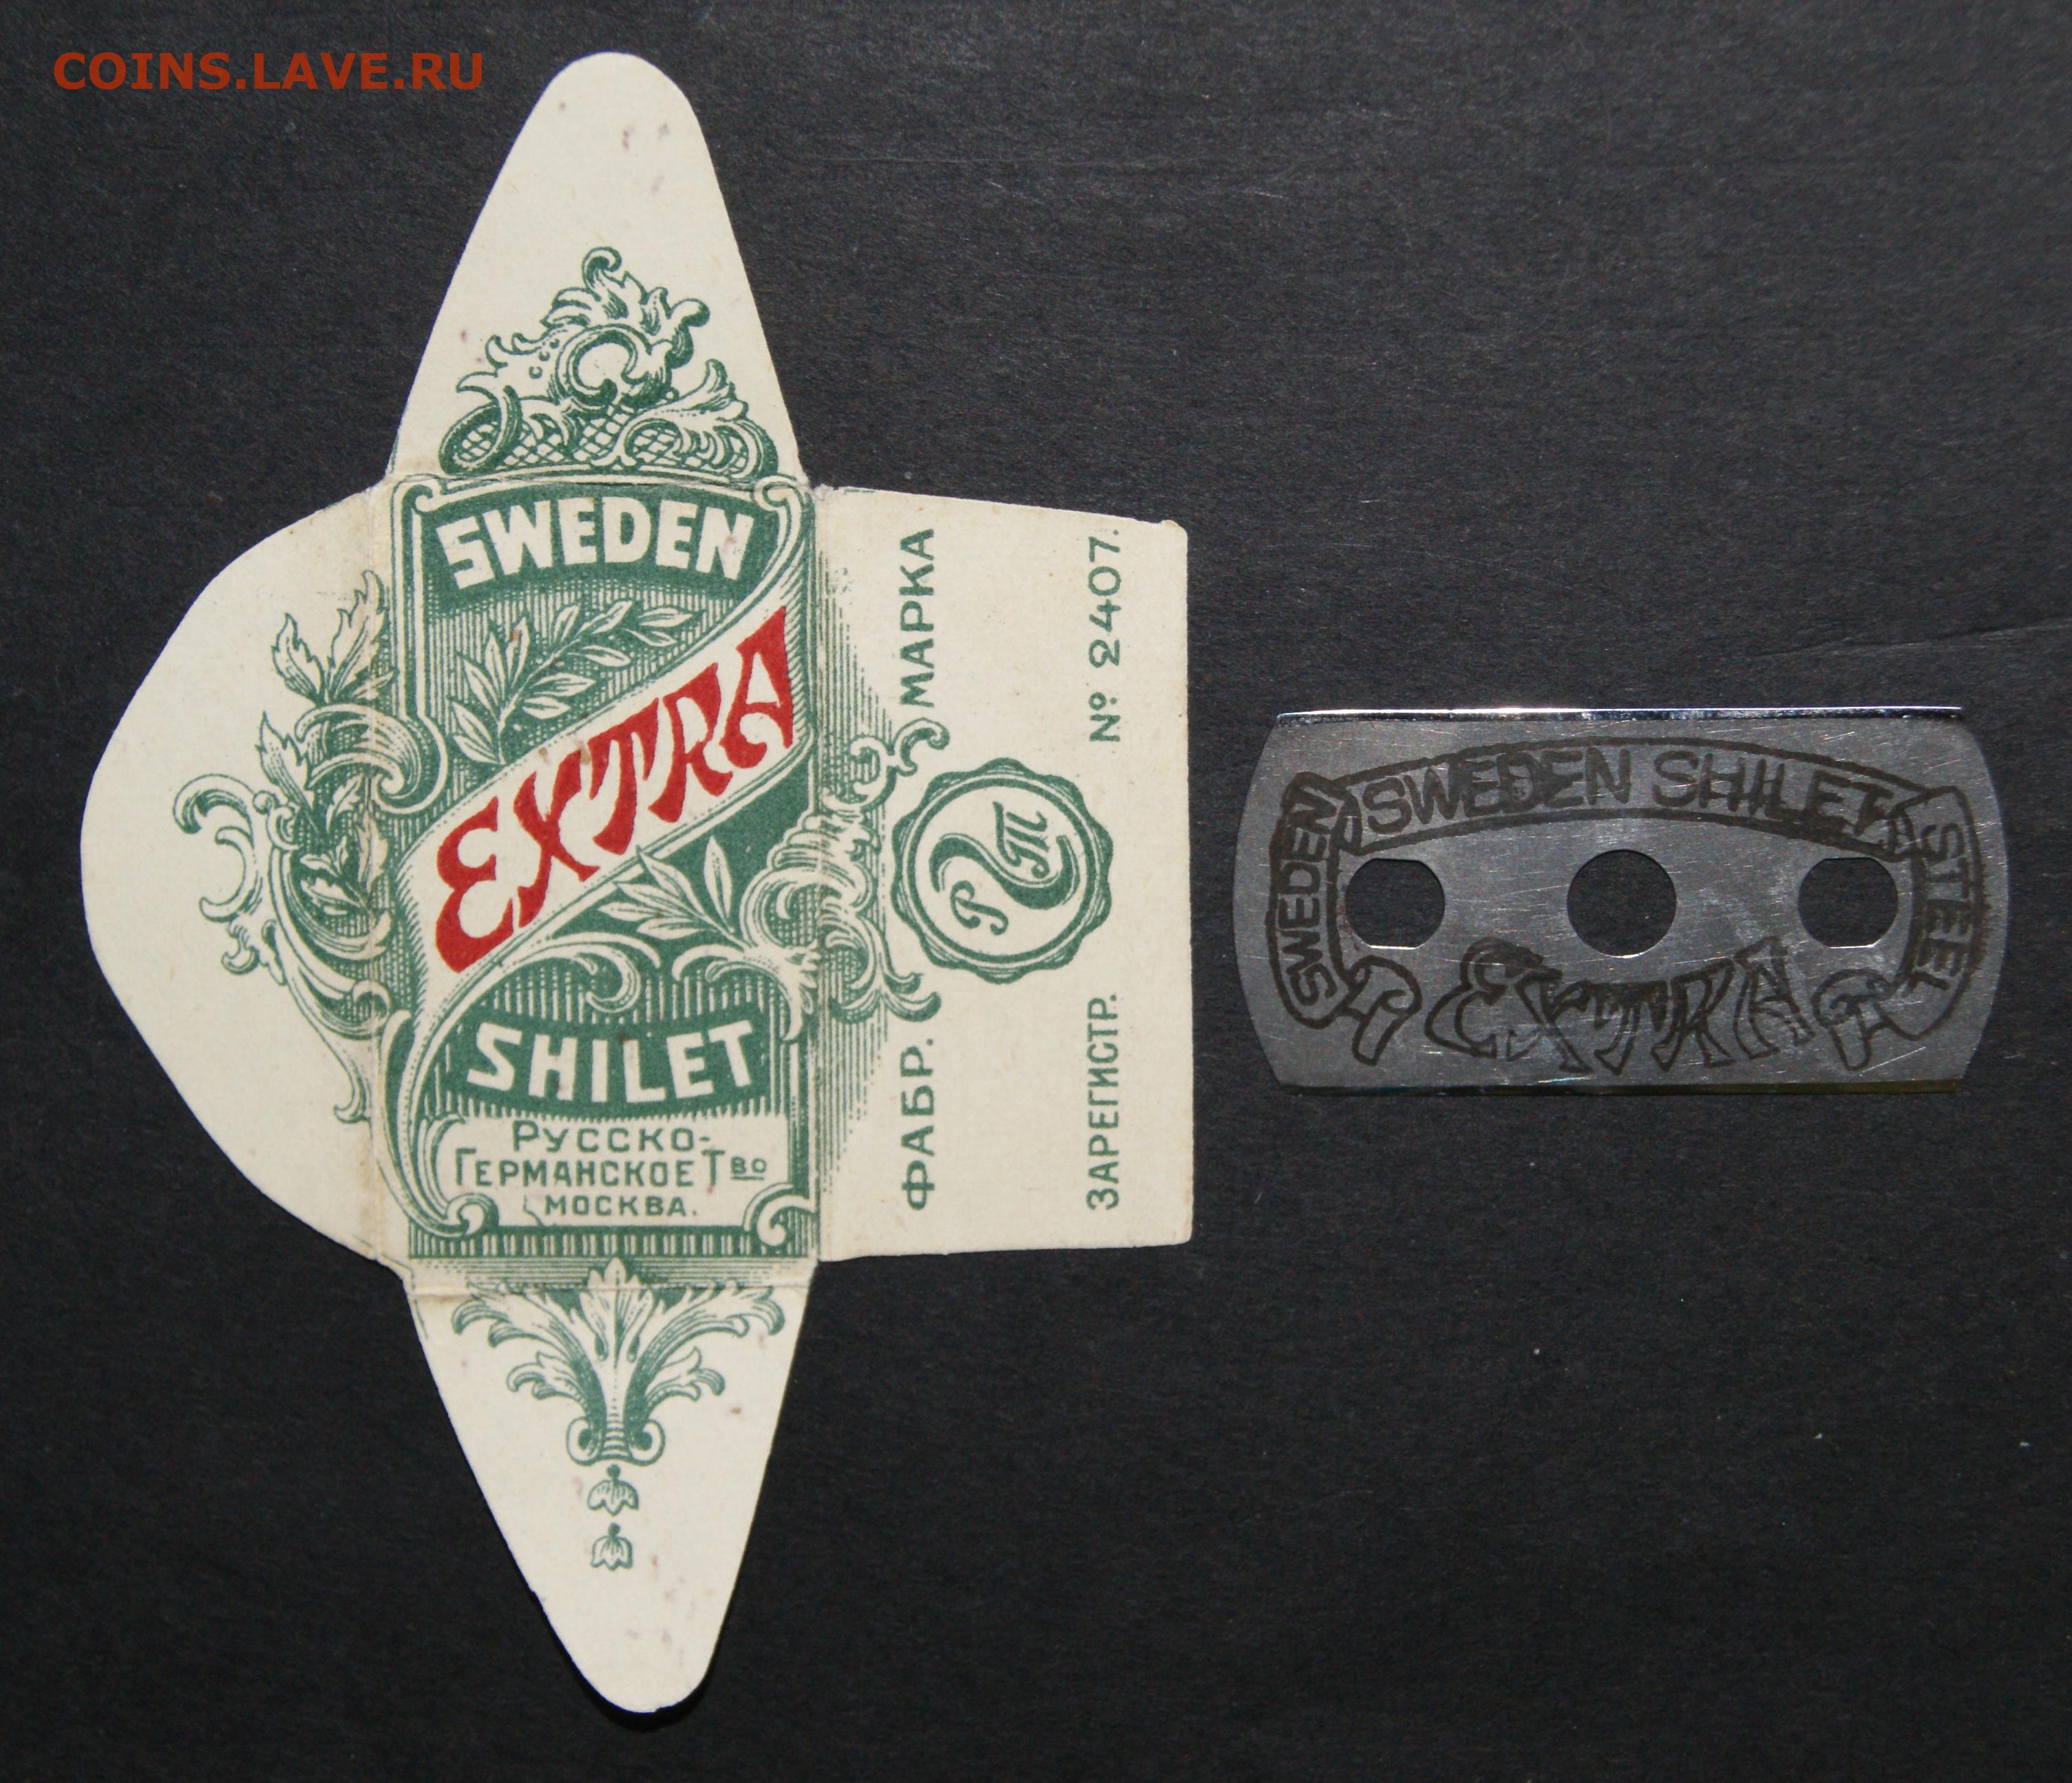 COINS.LAVE.RU
SWEDEN
EXTRA
SHILET
РУССКО-
ГЕРМАНСКОЕ Тво
МОСКВА.
ФАБР. МАРКА
Р Т
ЗАРЕГИСТР. № 2407.
SWEDEN SHILET STEEL
SWEDEN
EXTRA